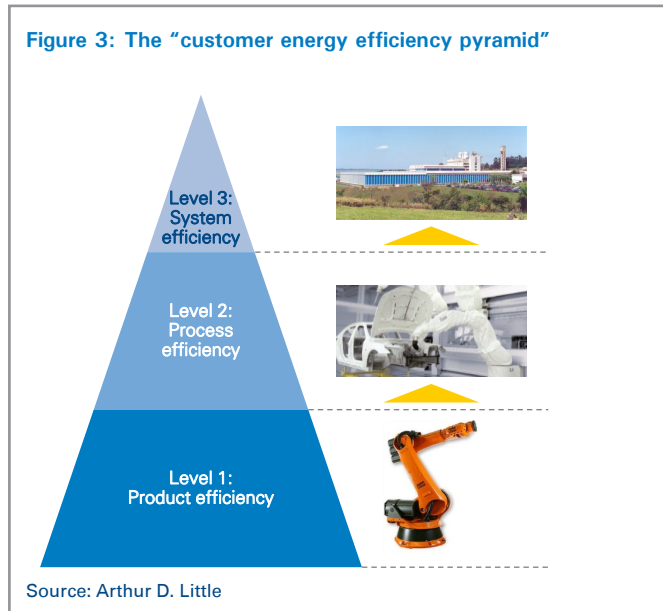 Figure 3: The “customer energy efficiency pyramid”
Level 3:
System
efficiency
Level 2:
Process
efficiency
Level 1:
Product efficiency
Source: Arthur D. Little